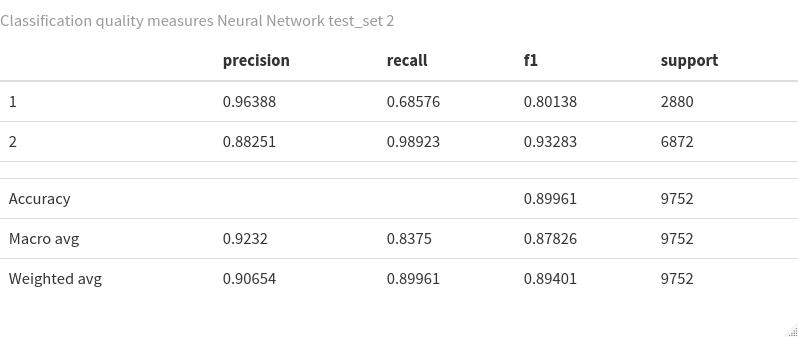 Classification quality measures Neural Network test_set 2
precision recall f1 support
1 0.96388 0.68576 0.80138 2880
2 0.88251 0.98923 0.93283 6872
Accuracy 0.89961 9752
Macro avg 0.9232 0.8375 0.87826 9752
Weighted avg 0.90654 0.89961 0.89401 9752